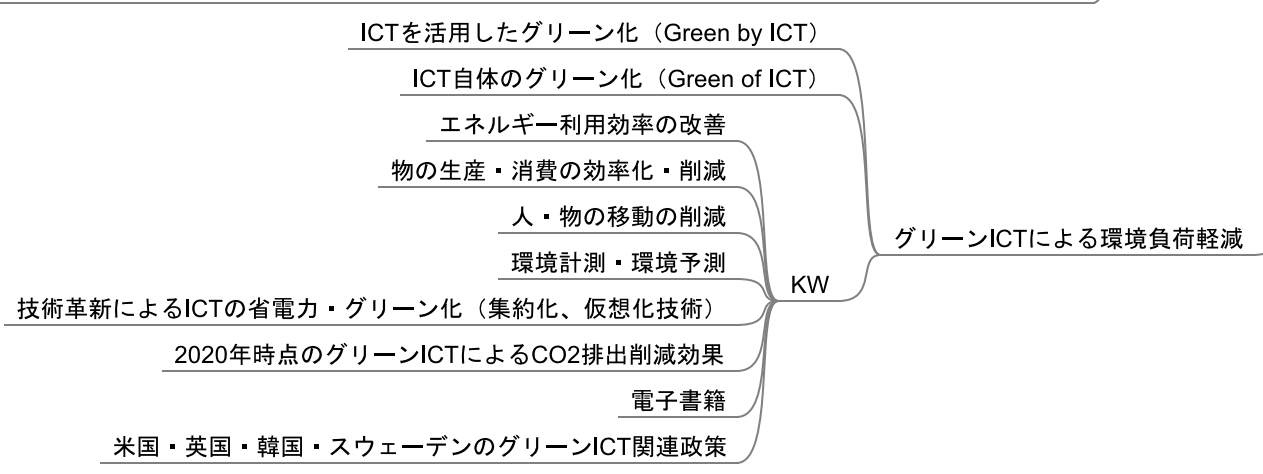 ICTを活用したグリーン化（Green by ICT）
ICT自体のグリーン化（Green of ICT）
エネルギー利用効率の改善
物の生産・消費の効率化・削減
人・物の移動の削減
環境計測・環境予測
技術革新によるICTの省電力・グリーン化（集約化、仮想化技術）
2020年時点のグリーンICTによるCO2排出削減効果
電子書籍
米国・英国・韓国・スウェーデンのグリーンICT関連政策
KW
グリーンICTによる環境負荷軽減